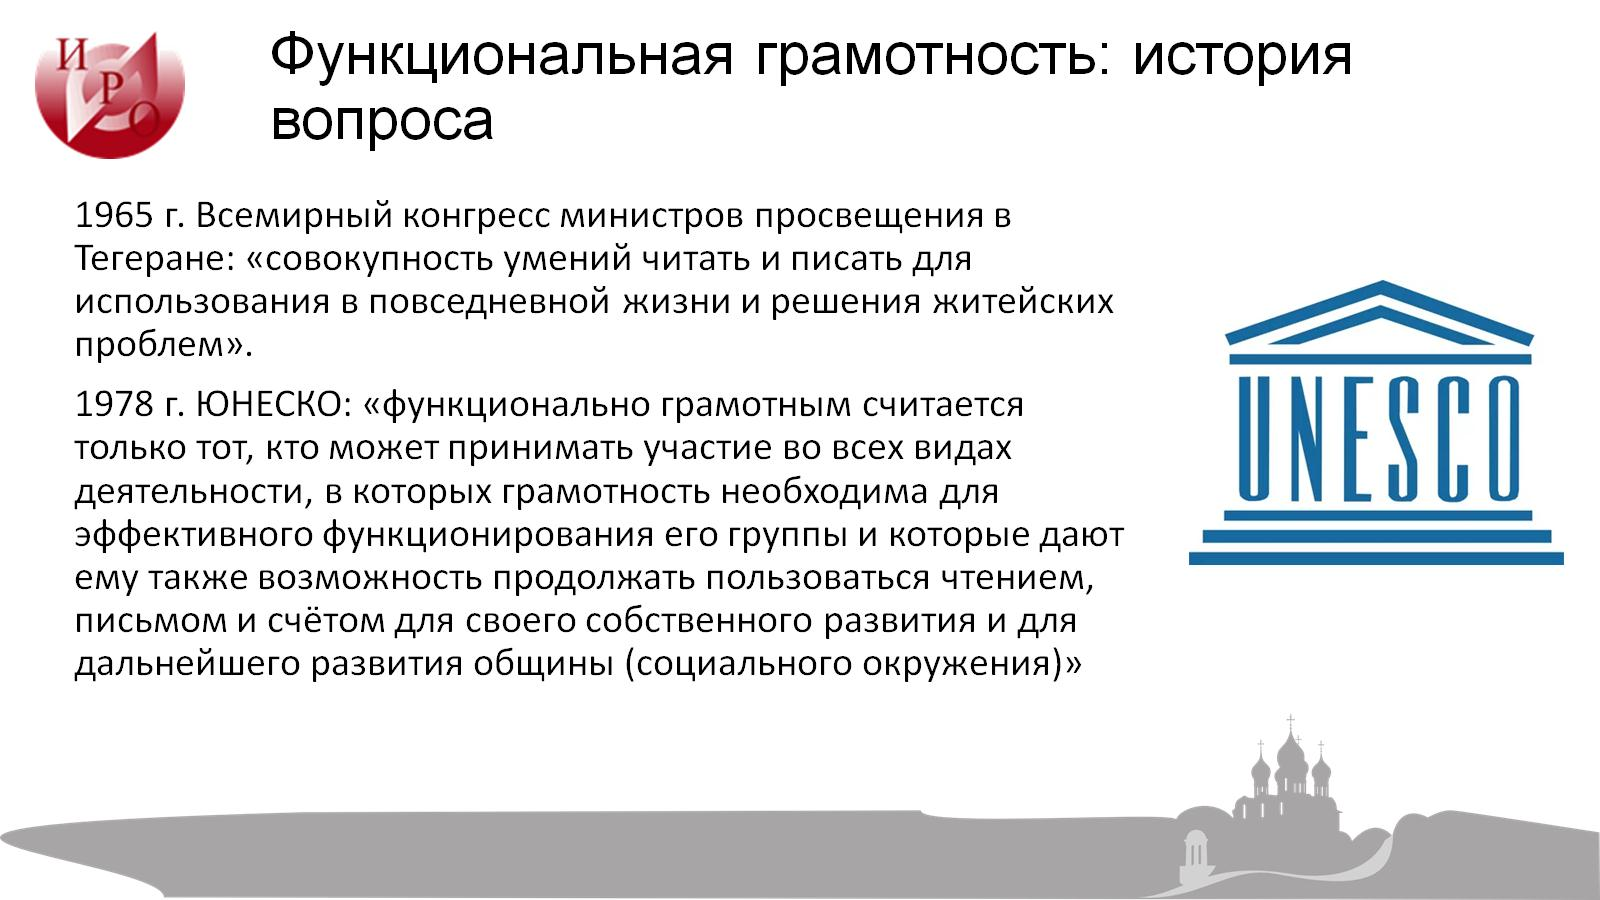 И
Р
О
Функциональная грамотность: история
вопроса
1965 г. Всемирный конгресс министров просвещения в
Тегеране: «совокупность умений читать и писать для
использования в повседневной жизни и решения житейских
проблем».
1978 г. ЮНЕСКО: «функционально грамотным считается
только тот, кто может принимать участие во всех видах
деятельности, в которых грамотность необходима для
эффективного функционирования его группы и которые дают
ему также возможность продолжать пользоваться чтением,
письмом и счётом для своего собственного развития и для
дальнейшего развития общины (социального окружения)»
UNESCO